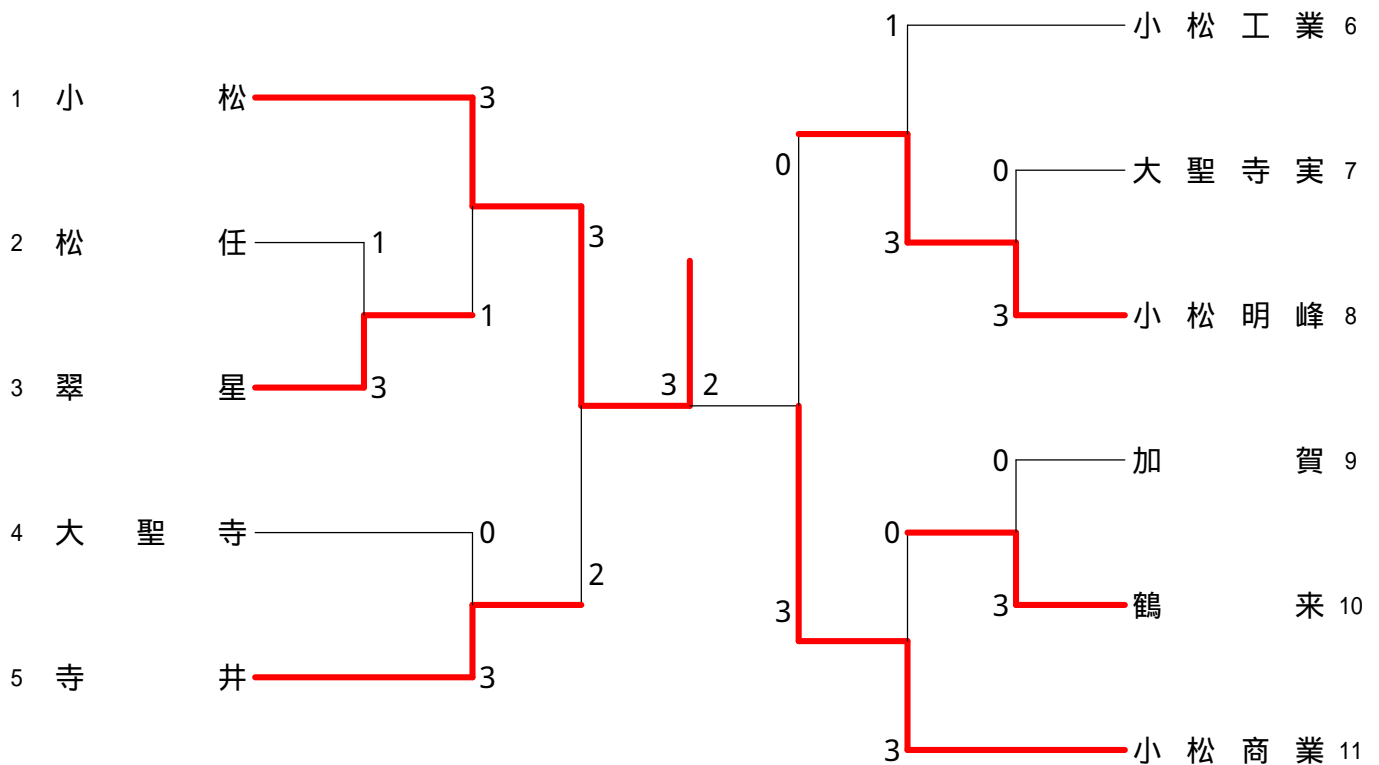 1 小松 3
2 松任 1
1
3 翠星 3
3
4 大聖寺 0
2
5 寺井 3
3 2
1 小松工業 6
0
0 大聖寺実 7
3
3 小松明峰 8
0 加賀 9
0
3 鶴来 10
3
3 小松商業 11